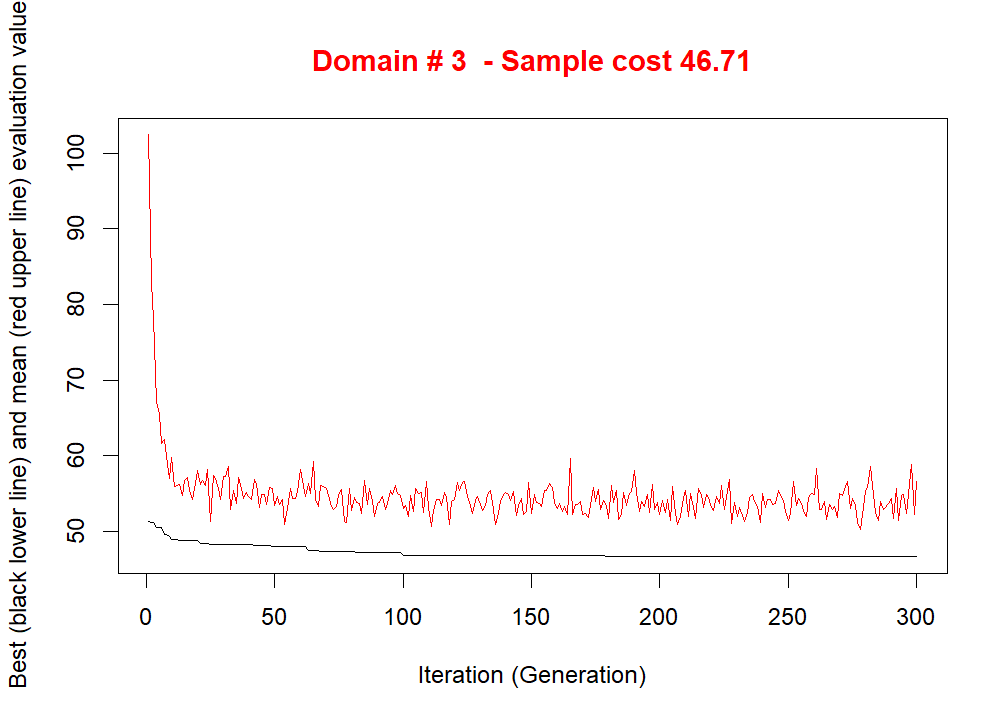 Domain # 3  - Sample cost 46.71
Best (black lower line) and mean (red upper line) evaluation value
100
90
80
70
60
50
0 50 100 150 200 250 300
Iteration (Generation)